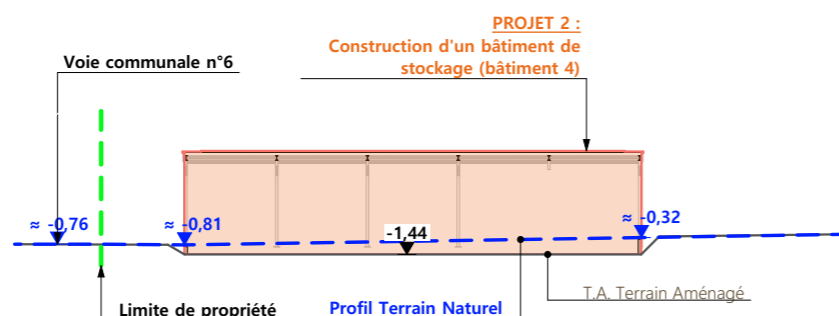 PROJET 2 :
Construction d'un bâtiment de
stockage (bâtiment 4)
Voie communale n°6
≈ -0,76
≈ -0,81
-1,44
≈ -0,32
T.A. Terrain Aménagé
Limite de propriété
Profil Terrain Naturel